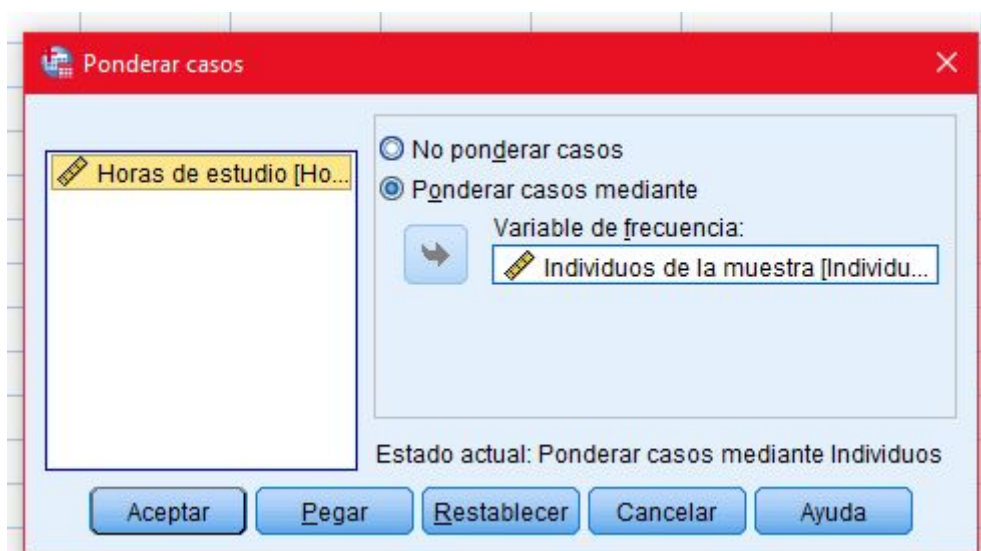 Ponderar casos
Horas de estudio [Ho...
No ponderar casos
Ponderar casos mediante
Variable de frecuencia:
Individuos de la muestra [Individu...
Estado actual: Ponderar casos mediante Individuos
Aceptar
Pegar
Restablecer
Cancelar
Ayuda